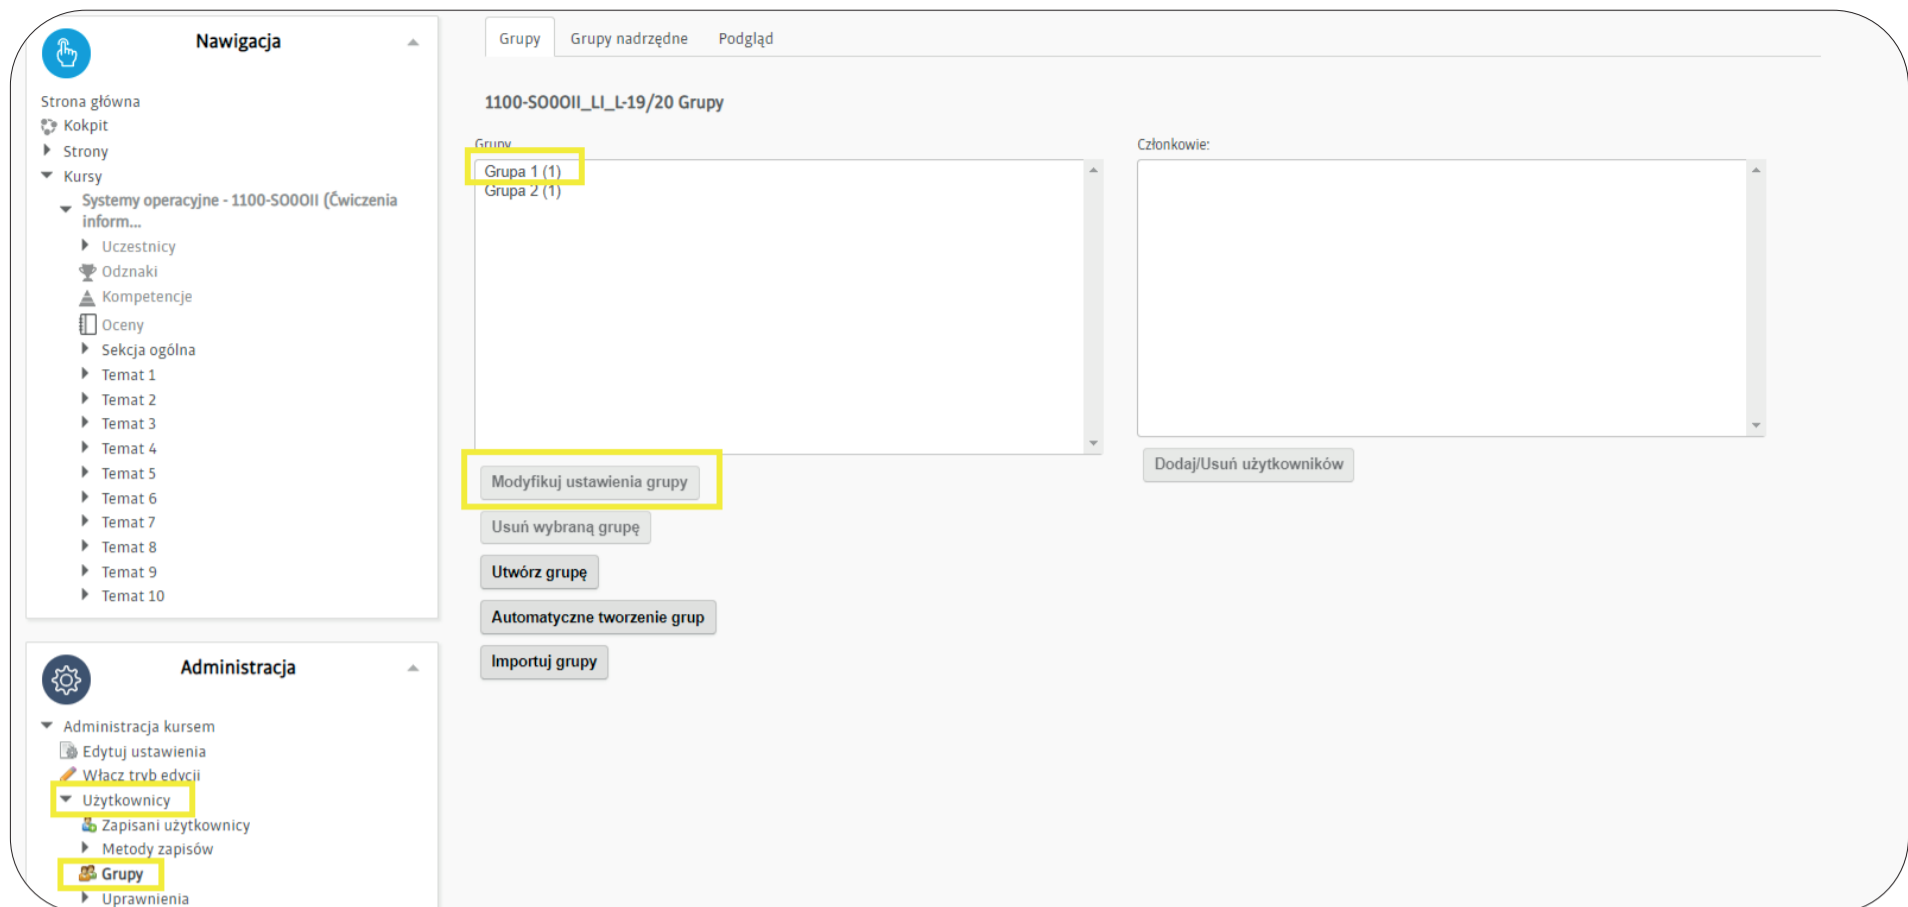 Nawigacja
Strona główna
Kokpit
Strony
Kursy
Systemy operacyjne - 1100-SO0OII (Ćwiczenia
inform...
Uczestnicy
Odznaki
Kompetencje
Oceny
Sekcja ogólna
Temat 1
Temat 2
Temat 3
Temat 4
Temat 5
Temat 6
Temat 7
Temat 8
Temat 9
Temat 10
Administracja
Administracja kursem
Edytuj ustawienia
Włącz tryb edycji
Użytkownicy
Zapisani użytkownicy
Metody zapisów
Grupy
Uprawnienia
Grupy Grupy nadrzędne Podgląd
1100-SO0OII_LI_L-19/20 Grupy
Grupy
Grupa 1 (1)
Grupa 2 (1)
Modyfikuj ustawienia grupy
Usuń wybraną grupę
Utwórz grupę
Automatyczne tworzenie grup
Importuj grupy
Członkowie:
Dodaj/Usuń użytkowników